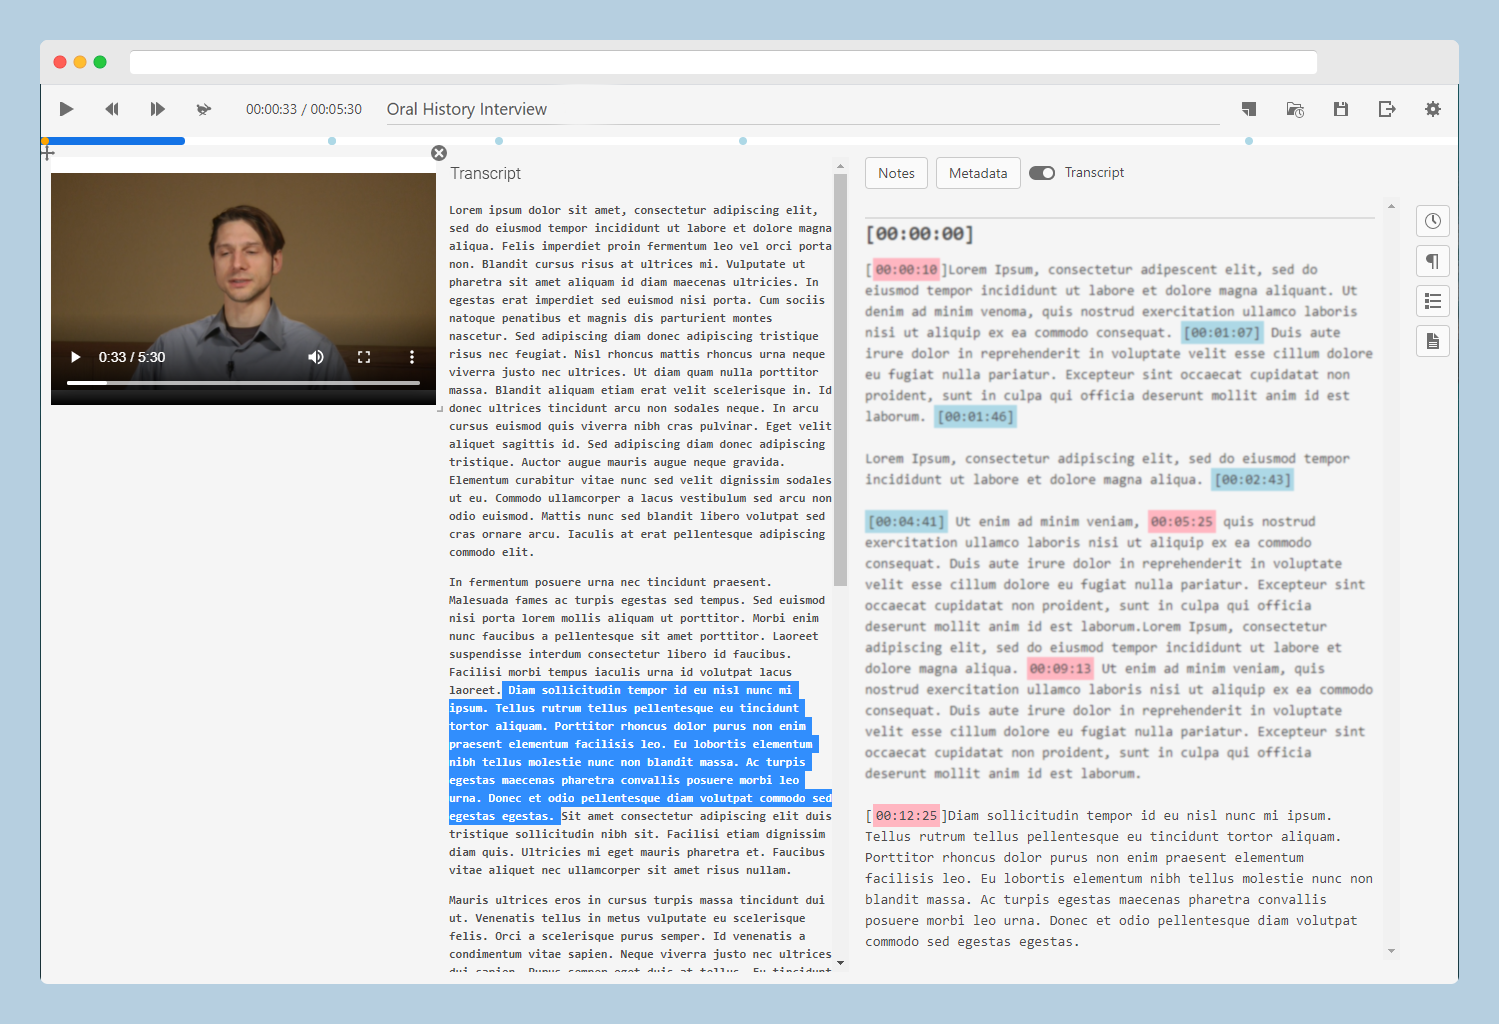 00:00:33 / 00:05:30
Oral History Interview
0:33 / 5:30
Transcript
Lorem ipsum dolor sit amet, consectetur adipiscing elit,
sed do eiusmod tempor incididunt ut labore et dolore magna
aliqua. Felis imperdiet proin fermentum leo vel orci porta
non. Blandit cursus risus at ultrices mi. Vulputate ut
pharetra sit amet aliquam id diam maecenas ultricies. In
egestas erat imperdiet sed euismod nisi porta. Cum sociis
natoque penatibus et magnis dis parturient montes
nascetur. Sed adipiscing diam donec adipiscing tristique
risus nec feugiat. Nisl rhoncus mattis rhoncus urna neque
viverra justo nec ultrices. Ut diam quam nulla porttitor
massa. Blandit aliquam etiam erat velit scelerisque in. Id
donec ultrices tincidunt arcu non sodales neque. In arcu
cursus euismod quis viverra nibh cras pulvinar. Eget velit
aliquet sagittis id. Sed adipiscing diam donec adipiscing
tristique. Auctor augue mauris augue neque gravida.
Elementum curabitur vitae nunc sed velit dignissim sodales
ut eu. Commodo ullamcorper a lacus vestibulum sed arcu non
odio euismod. Mattis nunc sed blandit libero volutpat sed
cras ornare arcu. Iaculis at erat pellentesque adipiscing
commodo elit.
In fermentum posuere urna nec tincidunt praesent.
Malesuada fames ac turpis egestas sed tempus. Sed euismod
nisi porta lorem mollis aliquam ut porttitor. Morbi enim
nunc faucibus a pellentesque sit amet porttitor. Laoreet
suspendisse interdum consectetur libero id faucibus.
Facilisi morbi tempus iaculis urna id volutpat lacus
laoreet. Diam sollicitudin tempor id eu nisl nunc mi
ipsum. Tellus rutrum tellus pellentesque eu tincidunt
tortor aliquam. Porttitor rhoncus dolor purus non enim
praesent elementum facilisis leo. Eu lobortis elementum
nibh tellus molestie nunc non blandit massa. Ac turpis
egestas maecenas pharetra convallis posuere morbi leo
urna. Donec et odio pellentesque diam volutpat commodo sed
egestas egestas. Sit amet consectetur adipiscing elit duis
tristique sollicitudin nibh sit. Facilisi etiam dignissim
diam quis. Ultricies mi eget mauris pharetra et. Faucibus
vitae aliquet nec ullamcorper sit amet risus nullam.
Mauris ultrices eros in cursus turpis massa tincidunt dui
ut. Venenatis tellus in metus vulputate eu scelerisque
felis. Orci a scelerisque purus semper. Id venenatis a
condimentum vitae sapien. Neque viverra justo nec ultrices
dui sapien. Purus semper eget duis at tellus. Eu tincidunt
Notes
Metadata
Transcript
[00:00:00]
[00:00:10]Lorem Ipsum, consectetur adipescent elit, sed do
eiusmod tempor incididunt ut labore et dolore magna aliquant. Ut
denim ad minim venoma, quis nostrud exercitation ullamco laboris
nisi ut aliquip ex ea commodo consequat. [00:01:07] Duis aute
irure dolor in reprehenderit in voluptate velit esse cillum dolore
eu fugiat nulla pariatur. Excepteur sint occaecat cupidatat non
proident, sunt in culpa qui officia deserunt mollit anim id est
laborum. [00:01:46]
Lorem Ipsum, consectetur adipiscing elit, sed do eiusmod tempor
incididunt ut labore et dolore magna aliqua. [00:02:43]
[00:04:41] Ut enim ad minim veniam, 00:05:25 quis nostrud
exercitation ullamco laboris nisi ut aliquip ex ea commodo
consequat. Duis aute irure dolor in reprehenderit in voluptate
velit esse cillum dolore eu fugiat nulla pariatur. Excepteur sint
occaecat cupidatat non proident, sunt in culpa qui officia
deserunt mollit anim id est laborum.Lorem Ipsum, consectetur
adipiscing elit, sed do eiusmod tempor incididunt ut labore et
dolore magna aliqua. 00:09:13 Ut enim ad minim veniam, quis
nostrud exercitation ullamco laboris nisi ut aliquip ex ea commodo
consequat. Duis aute irure dolor in reprehenderit in voluptate
velit esse cillum dolore eu fugiat nulla pariatur. Excepteur sint
occaecat cupidatat non proident, sunt in culpa qui officia
deserunt mollit anim id est laborum.
[00:12:25]Diam sollicitudin tempor id eu nisl nunc mi ipsum.
Tellus rutrum tellus pellentesque eu tincidunt tortor aliquam.
Porttitor rhoncus dolor purus non enim praesent elementum
facilisis leo. Eu lobortis elementum nibh tellus molestie nunc non
blandit massa. Ac turpis egestas maecenas pharetra convallis
posuere morbi leo urna. Donec et odio pellentesque diam volutpat
commodo sed egestas egestas.